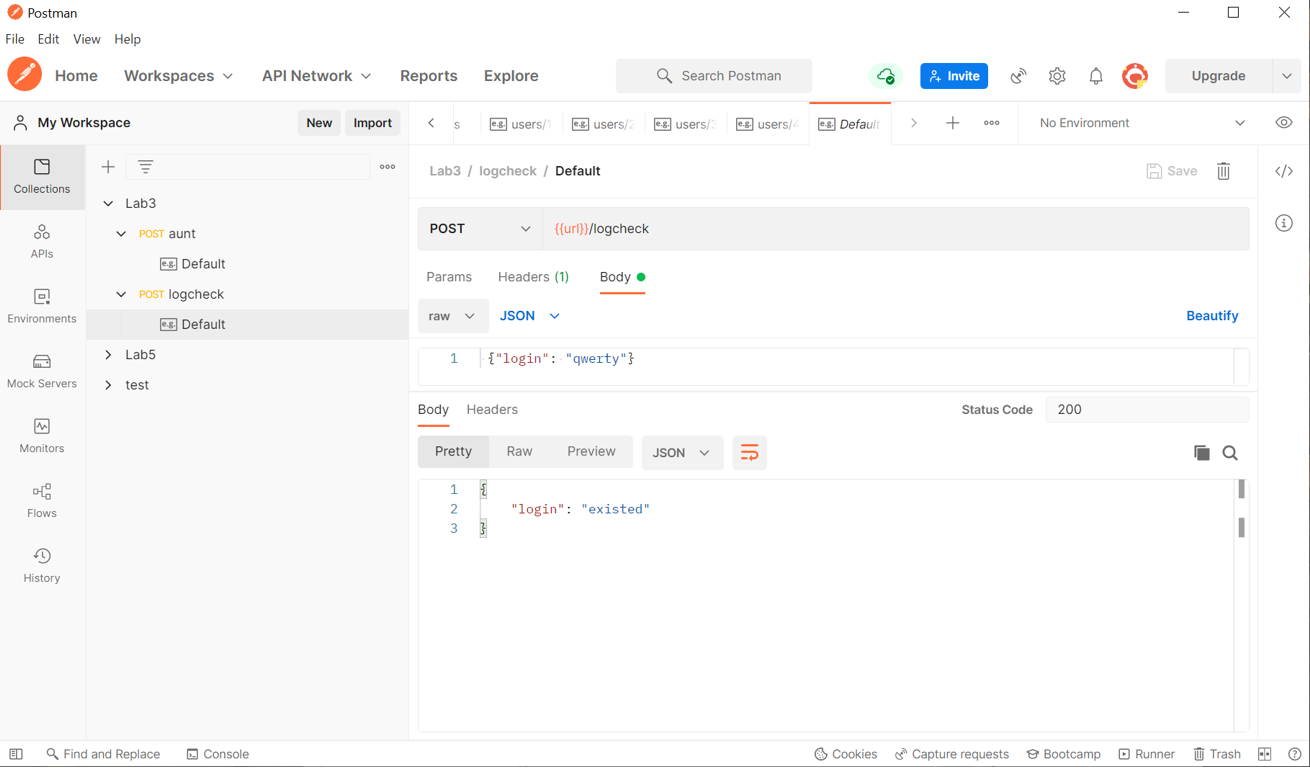 Postman
File Edit View Help
Home Workspaces API Network Reports Explore Search Postman Invite Upgrade
My Workspace New Import
s e.g. users/1 e.g. users/2 e.g. users/3 e.g. users/4 e.g. Default No Environment
Collections
APIs
Environments
Mock Servers
Monitors
Flows
History
Lab3
POST aunt
e.g. Default
POST logcheck
e.g. Default
Lab5
test
Lab3 / logcheck / Default Save
POST {{url}}/logcheck
Params Headers (1) Body
raw JSON Beautify
1 {"login": "qwerty"}
Body Headers Status Code 200
Pretty Raw Preview JSON
1 {
2 "login": "existed"
3 }
Find and Replace Console Cookies Capture requests Bootcamp Runner Trash